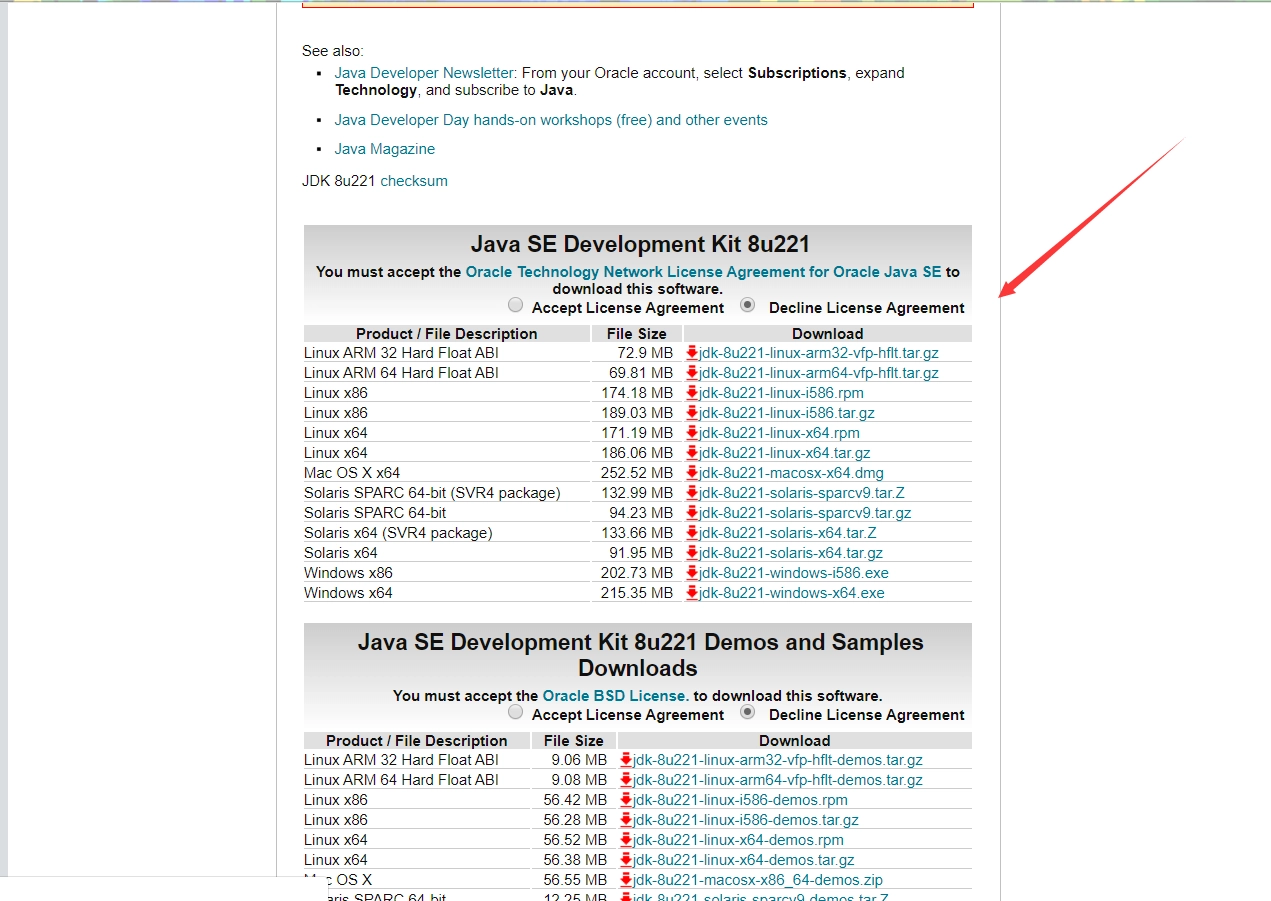 See also:
▪ Java Developer Newsletter: From your Oracle account, select Subscriptions, expand
Technology, and subscribe to Java.
▪ Java Developer Day hands-on workshops (free) and other events
▪ Java Magazine
JDK 8u221 checksum
Java SE Development Kit 8u221
You must accept the Oracle Technology Network License Agreement for Oracle Java SE to
download this software.
Accept License Agreement Decline License Agreement
Product / File Description File Size Download
Linux ARM 32 Hard Float ABI 72.9 MB jdk-8u221-linux-arm32-vfp-hflt.tar.gz
Linux ARM 64 Hard Float ABI 69.81 MB jdk-8u221-linux-arm64-vfp-hflt.tar.gz
Linux x86 174.18 MB jdk-8u221-linux-i586.rpm
Linux x86 189.03 MB jdk-8u221-linux-i586.tar.gz
Linux x64 171.19 MB jdk-8u221-linux-x64.rpm
Linux x64 186.06 MB jdk-8u221-linux-x64.tar.gz
Mac OS X x64 252.52 MB jdk-8u221-macosx-x64.dmg
Solaris SPARC 64-bit (SVR4 package) 132.99 MB jdk-8u221-solaris-sparcv9.tar.Z
Solaris SPARC 64-bit 94.23 MB jdk-8u221-solaris-sparcv9.tar.gz
Solaris x64 (SVR4 package) 133.66 MB jdk-8u221-solaris-x64.tar.Z
Solaris x64 91.95 MB jdk-8u221-solaris-x64.tar.gz
Windows x86 202.73 MB jdk-8u221-windows-i586.exe
Windows x64 215.35 MB jdk-8u221-windows-x64.exe
Java SE Development Kit 8u221 Demos and Samples
Downloads
You must accept the Oracle BSD License. to download this software.
Accept License Agreement Decline License Agreement
Product / File Description File Size Download
Linux ARM 32 Hard Float ABI 9.06 MB jdk-8u221-linux-arm32-vfp-hflt-demos.tar.gz
Linux ARM 64 Hard Float ABI 9.08 MB jdk-8u221-linux-arm64-vfp-hflt-demos.tar.gz
Linux x86 56.42 MB jdk-8u221-linux-i586-demos.rpm
Linux x86 56.28 MB jdk-8u221-linux-i586-demos.tar.gz
Linux x64 56.52 MB jdk-8u221-linux-x64-demos.rpm
Linux x64 56.38 MB jdk-8u221-linux-x64-demos.tar.gz
OS X 56.55 MB jdk-8u221-macosx-x86_64-demos.zip
SPARC 64-bit 12.25 MB jdk-8u221-solaris-sparcv9-demos.tar.Z